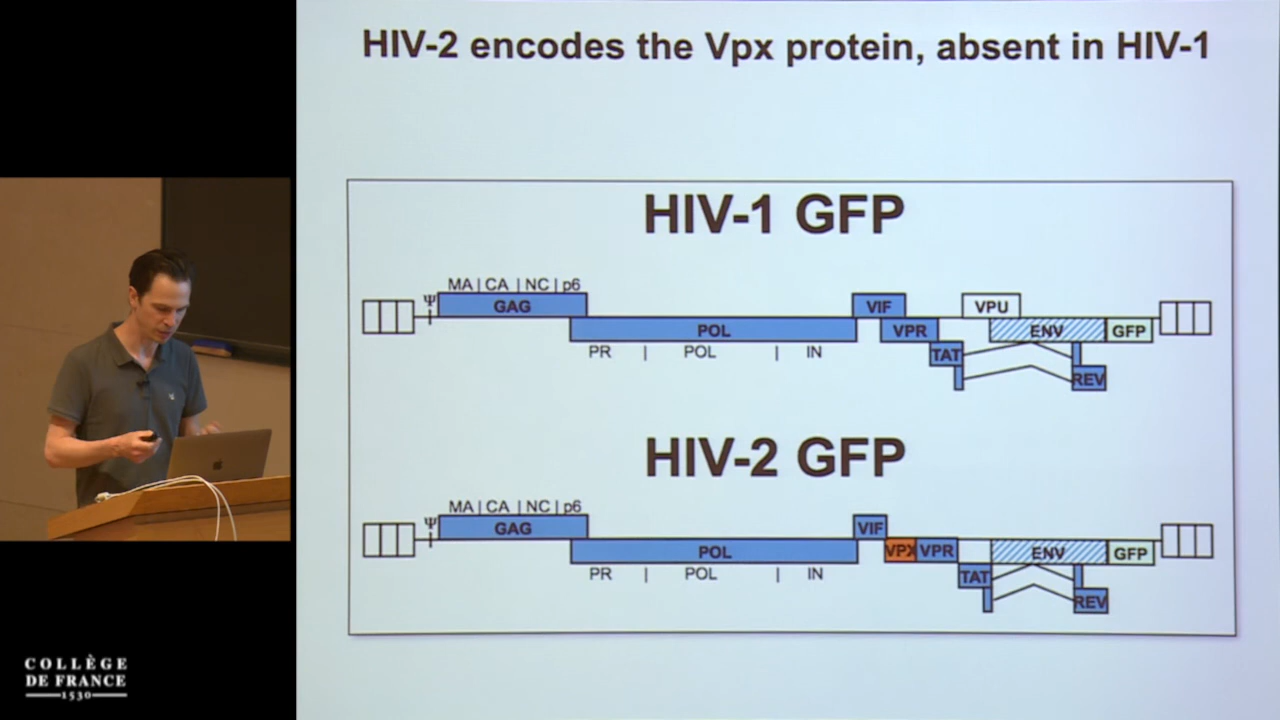 HIV-2 encodes the Vpx protein, absent in HIV-1
HIV-1 GFP
MA | CA | NC | p6
Ψ GAG VIF VPU
POL VPR ENV GFP
PR | POL | IN TAT
REV
HIV-2 GFP
MA | CA | NC | p6
Ψ GAG VIF
POL VPX VPR ENV GFP
PR | POL | IN TAT
REV
COLLÈGE
DE FRANCE
1530